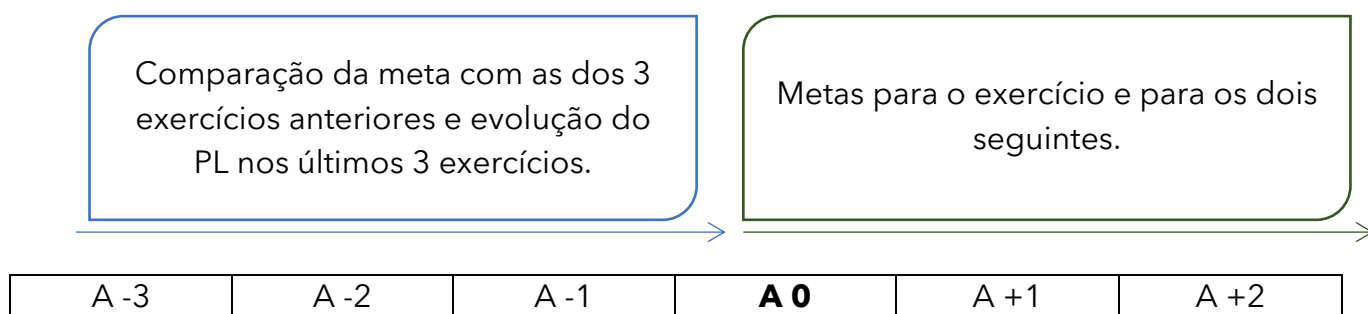 Comparação da meta com as dos 3
exercícios anteriores e evolução do
PL nos últimos 3 exercícios.
Metas para o exercício e para os dois
seguintes.
A -3 A -2 A -1 A 0 A +1 A +2